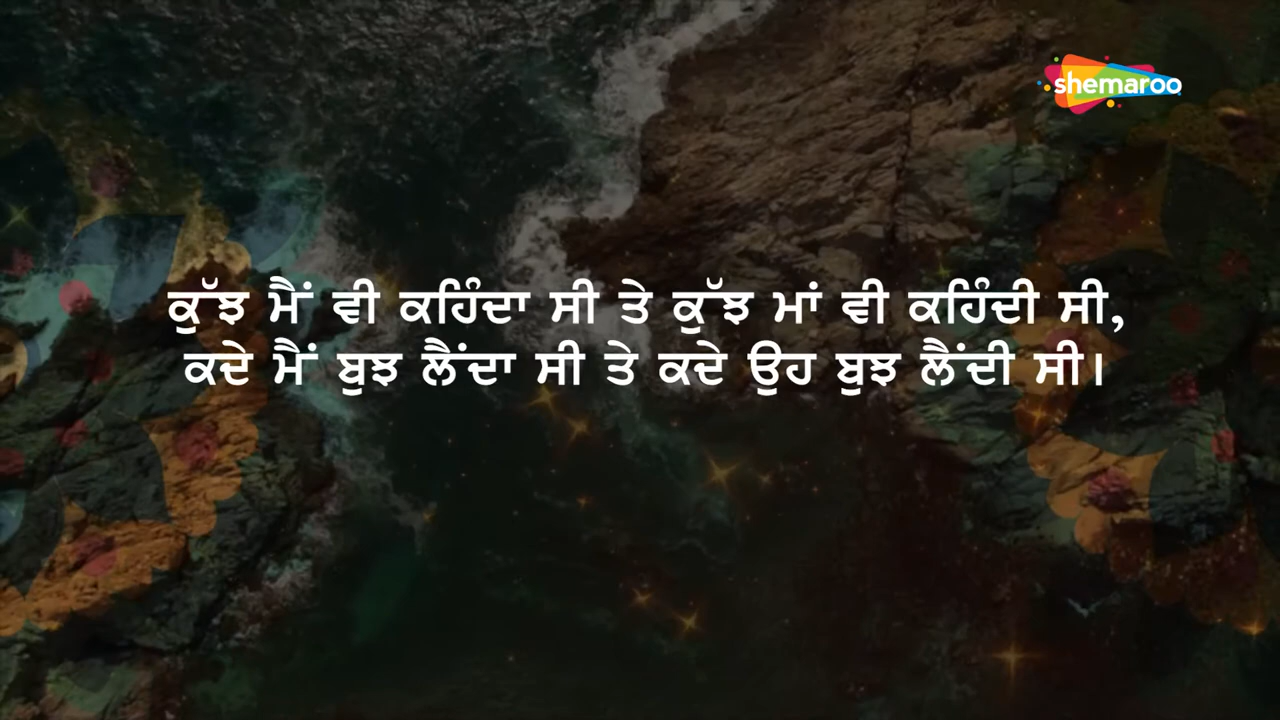 shemaroo
ਕੁੱਝ ਮੈਂ ਵੀ ਕਹਿੰਦਾ ਸੀ ਤੇ ਕੁੱਝ ਮਾਂ ਵੀ ਕਹਿੰਦੀ ਸੀ,
ਕਦੇ ਮੈਂ ਬੁਝ ਲੈਂਦਾ ਸੀ ਤੇ ਕਦੇ ਉਹ ਬੁਝ ਲੈਂਦੀ ਸੀ।